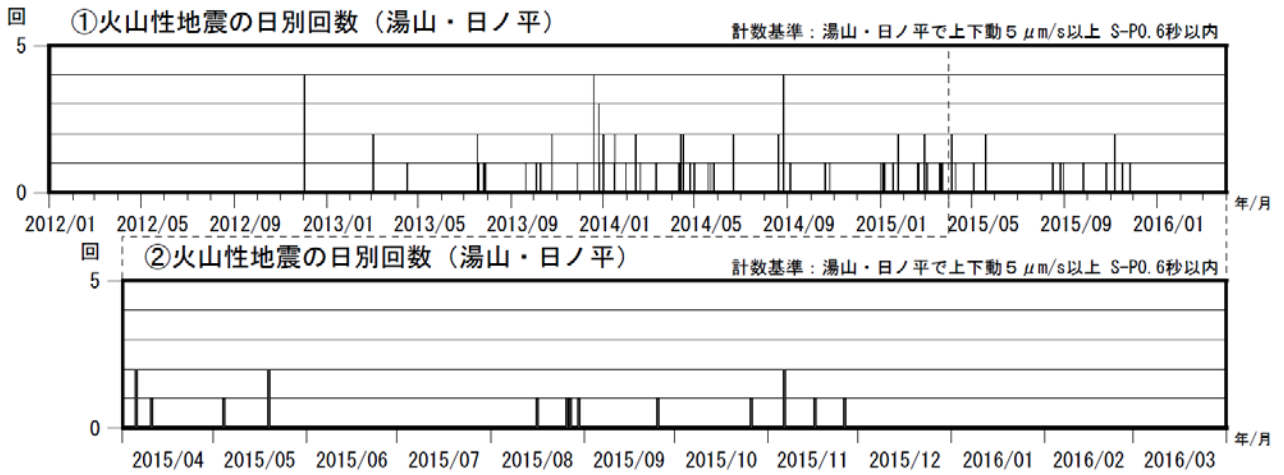 回 ①火山性地震の日別回数（湯山・日ノ平） 計数基準：湯山・日ノ平で上下動５μm/s以上 S-P0.6秒以内
5
0
2012/01 2012/05 2012/09 2013/01 2013/05 2013/09 2014/01 2014/05 2014/09 2015/01 2015/05 2015/09 2016/01 年/月
回 ②火山性地震の日別回数（湯山・日ノ平） 計数基準：湯山・日ノ平で上下動５μm/s以上 S-P0.6秒以内
5
0
2015/04 2015/05 2015/06 2015/07 2015/08 2015/09 2015/10 2015/11 2015/12 2016/01 2016/02 2016/03 年/月